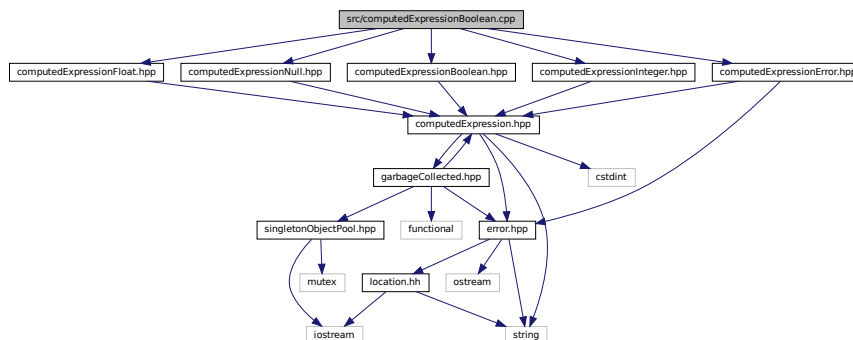 src/computedExpressionBoolean.cpp
computedExpressionFloat.hpp
computedExpressionNull.hpp
computedExpressionBoolean.hpp
computedExpressionInteger.hpp
computedExpressionError.hpp
computedExpression.hpp
garbageCollected.hpp
cstdint
singletonObjectPool.hpp
functional
error.hpp
mutex
location.hh
ostream
iostream
string